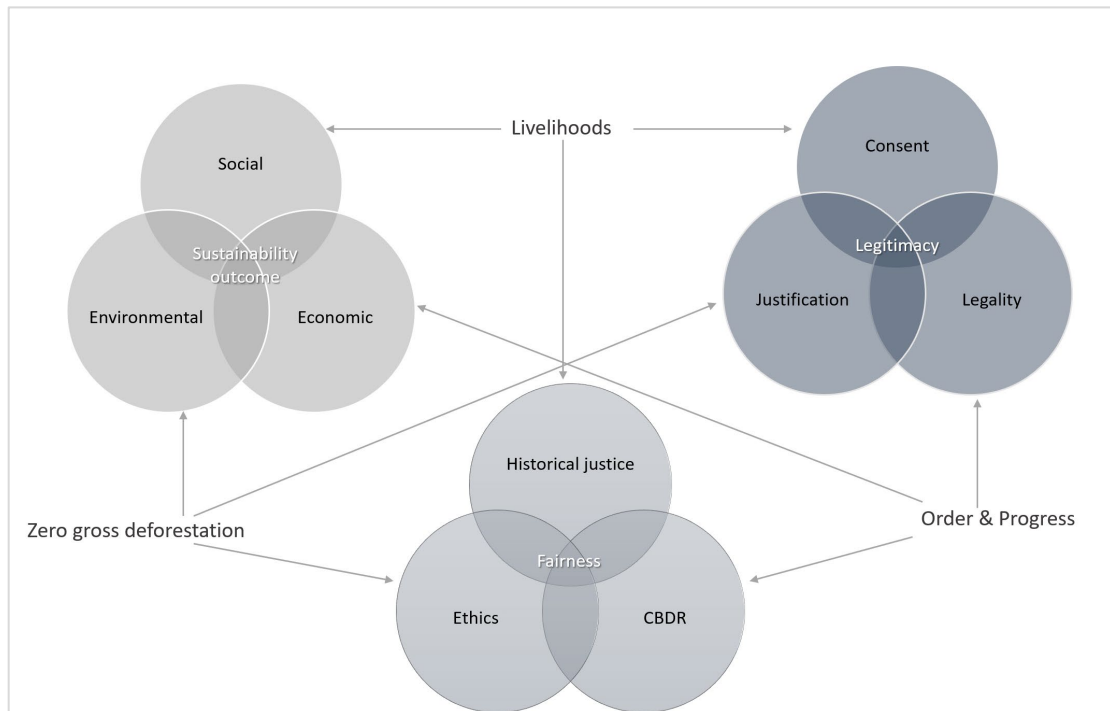 Livelihoods
Social
Sustainability
outcome
Environmental
Economic
Consent
Legitimacy
Justification
Legality
Historical justice
Fairness
Ethics
CBDR
Zero gross deforestation
Order & Progress